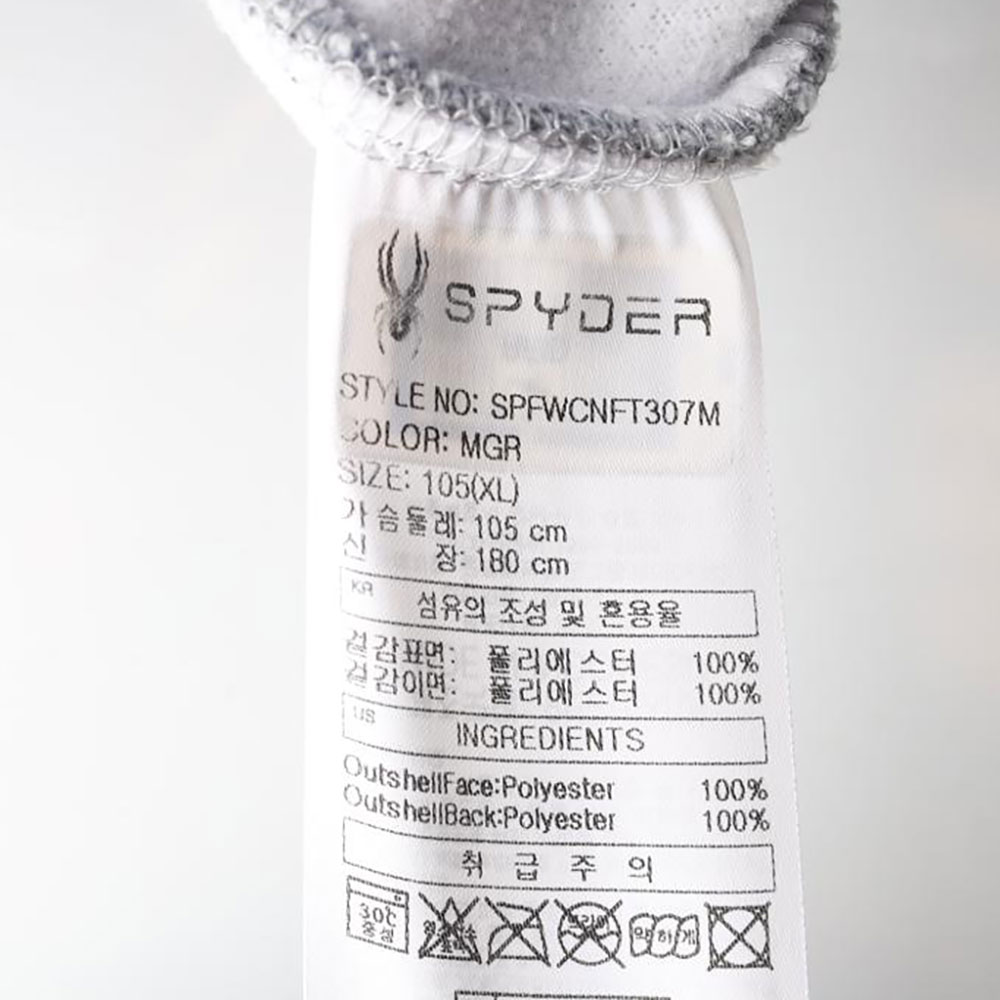 SPYDER
STYLE NO: SPFWCNFT307M
COLOR: MGR
SIZE: 105(XL)
가슴둘레: 105 cm
신 장: 180 cm
KR
섬유의 조성 및 혼용율
겉감표면: 폴리에스터 100%
겉감이면: 폴리에스터 100%
US
INGREDIENTS
OutshellFace:Polyester 100%
OutshellBack:Polyester 100%
취 급 주 의
30℃
중성
약하게